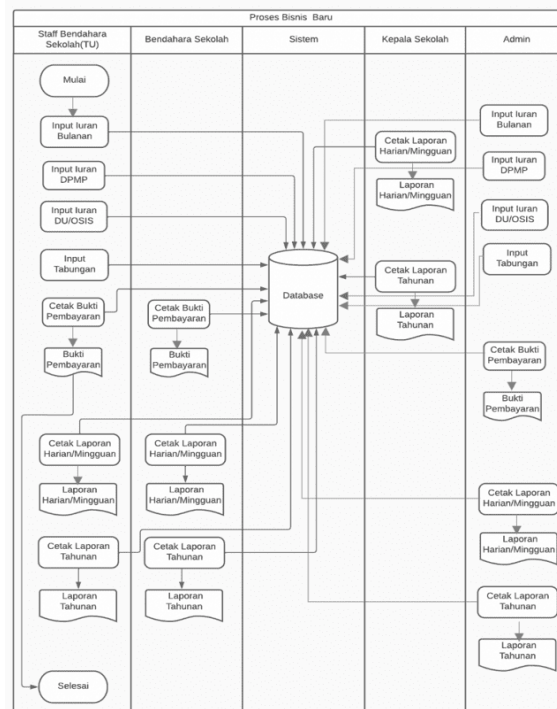 Proses Bisnis Baru
Staff Bendahara
Sekolah(TU)
Bendahara Sekolah
Sistem
Kepala Sekolah
Admin
Mulai
Input Iuran
Bulanan
Input Iuran
DPMP
Input Iuran
DU/OSIS
Input
Tabungan
Cetak Bukti
Pembayaran
Bukti
Pembayaran
Cetak Laporan
Harian/Mingguan
Laporan
Harian/Mingguan
Cetak Laporan
Tahunan
Laporan
Tahunan
Selesai
Cetak Bukti
Pembayaran
Bukti
Pembayaran
Cetak Laporan
Harian/Mingguan
Laporan
Harian/Mingguan
Cetak Laporan
Tahunan
Laporan
Tahunan
Database
Cetak Laporan
Harian/Mingguan
Laporan
Harian/Mingguan
Cetak Laporan
Tahunan
Laporan
Tahunan
Input Iuran
Bulanan
Input Iuran
DPMP
Input Iuran
DU/OSIS
Input
Tabungan
Cetak Bukti
Pembayaran
Bukti
Pembayaran
Cetak Laporan
Harian/Mingguan
Laporan
Harian/Mingguan
Cetak Laporan
Tahunan
Laporan
Tahunan